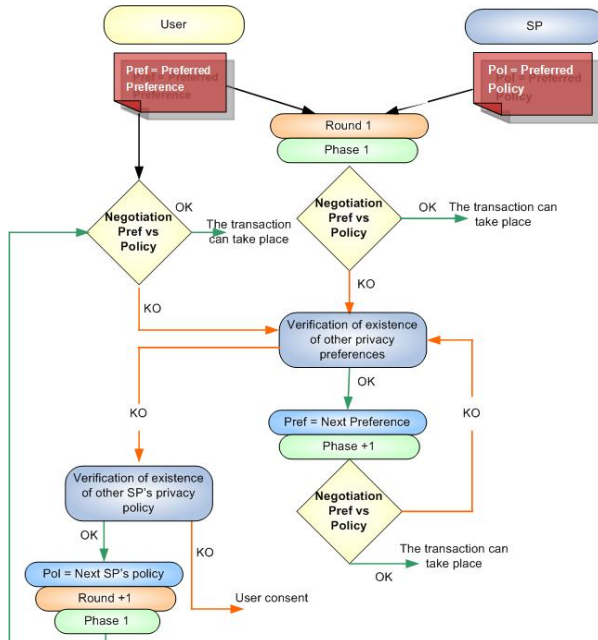 User
SP
Pref = Preferred
Preference
Pol = Preferred
Policy
Round 1
Phase 1
Negotiation
Pref vs
Policy
OK
The transaction
can take place
KO
Negotiation
Pref vs
Policy
OK
The transaction can
take place
KO
Verification of existence
of other privacy
preferences
OK
KO
KO
Pref = Next Preference
Phase +1
Negotiation
Pref vs
Policy
OK
The transaction can
take place
Verification of existence
of other SP's privacy
policy
OK
KO
Pol = Next SP's policy
Round +1
Phase 1
User consent